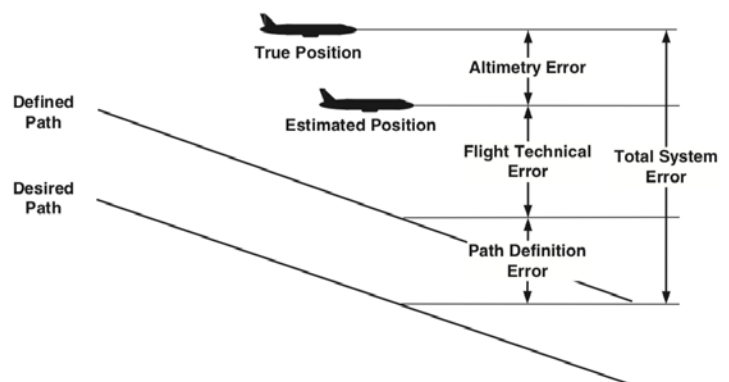 True Position
Altimetry Error
Defined
Path
Estimated Position
Flight Technical
Error
Total System
Error
Desired
Path
Path Definition
Error